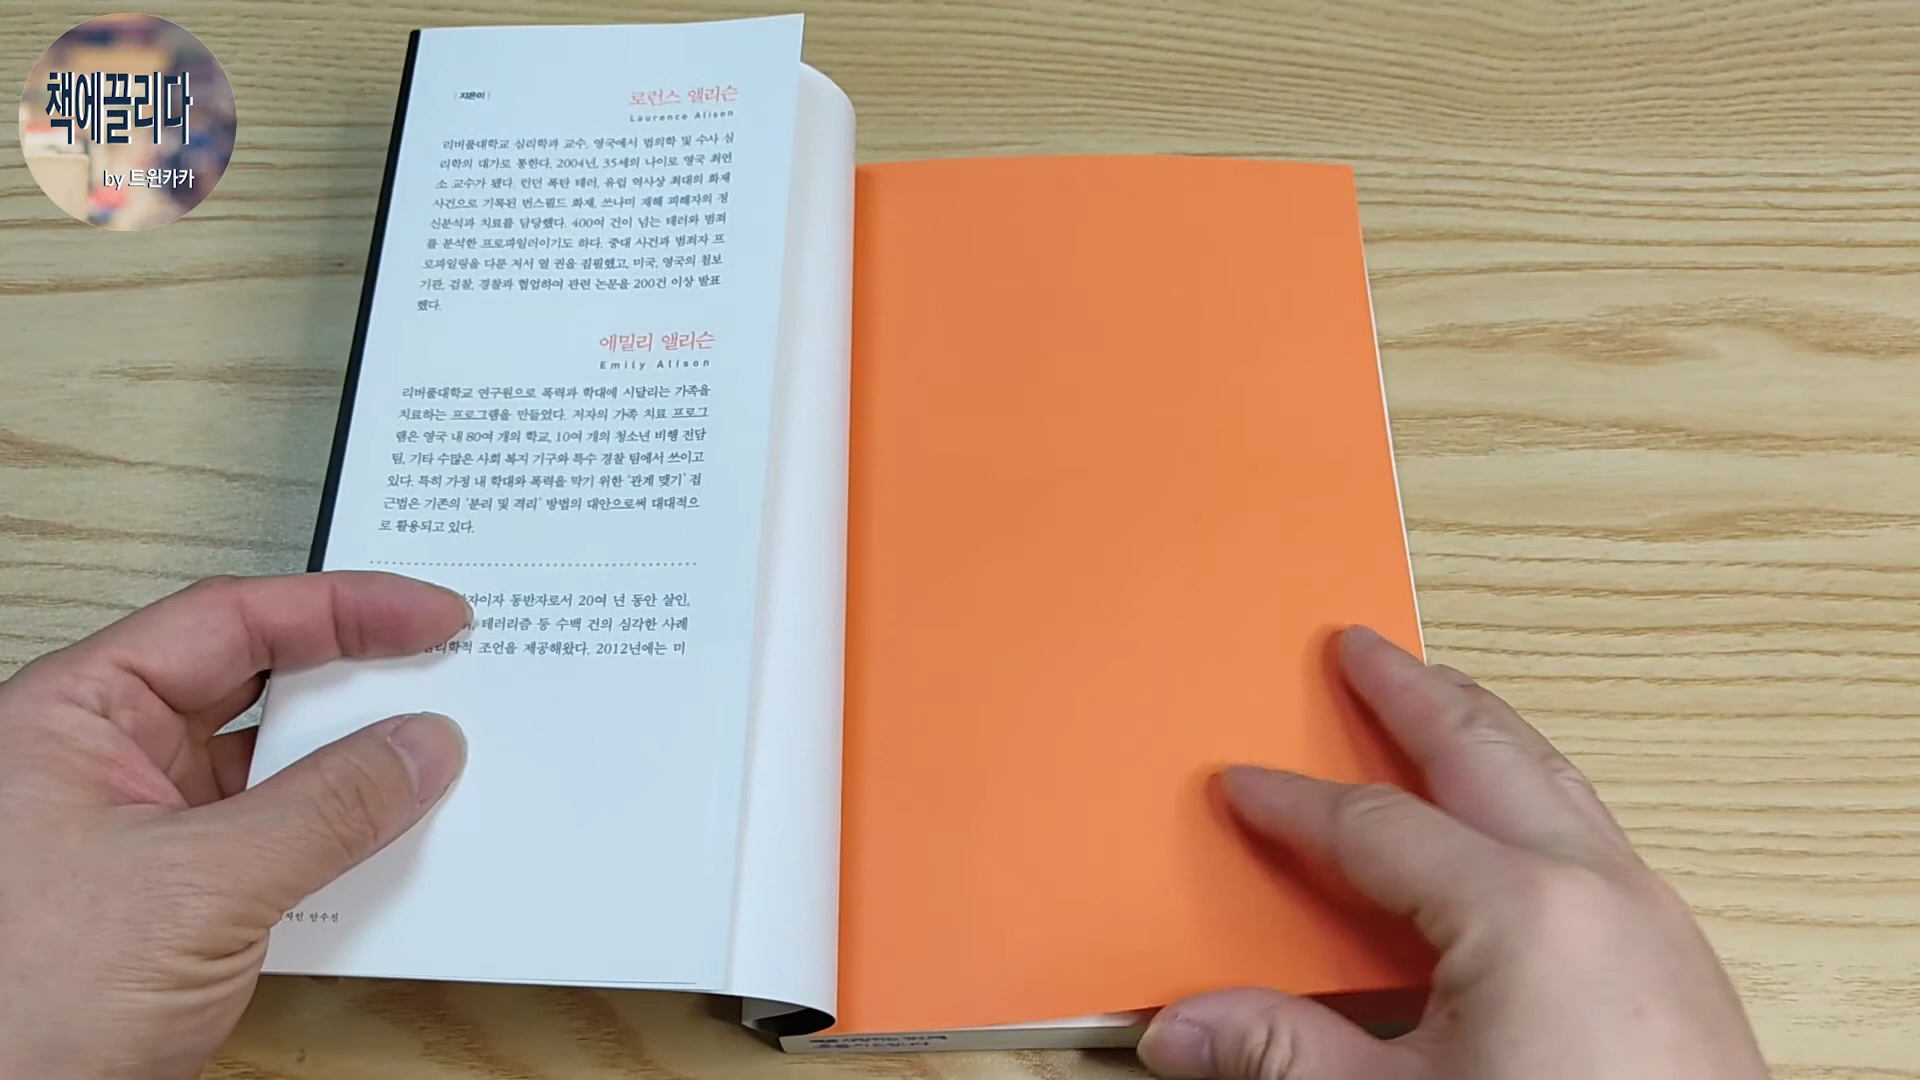 책에끌리다
by 트윈카카
| 지은이 |
로런스 앨리슨
Laurence Alison
리버풀대학교 심리학과 교수. 영국에서 범의학 및 수사 심
리학의 대가로 통한다. 2004년, 35세의 나이로 영국 최연
소 교수가 됐다. 런던 폭탄 테러, 유럽 역사상 최대의 화재
사건으로 기록된 번스필드 화재, 쓰나미 재해 피해자의 정
신분석과 치료를 담당했다. 400여 건이 넘는 테러와 범죄
를 분석한 프로파일러이기도 하다. 중대 사건과 범죄자 프
로파일링을 다룬 저서 열 권을 집필했고, 미국, 영국의 첩보
기관, 검찰, 경찰과 협업하여 관련 논문을 200건 이상 발표
했다.
에밀리 앨리슨
Emily Alison
리버풀대학교 연구원으로 폭력과 학대에 시달리는 가족을
치료하는 프로그램을 만들었다. 저자의 가족 치료 프로그
램은 영국 내 80여 개의 학교, 10여 개의 청소년 비행 전담
팀, 기타 수많은 사회 복지 기구와 특수 경찰 팀에서 쓰이고
있다. 특히 가정 내 학대와 폭력을 막기 위한 ‘관계 맺기’ 접
근법은 기존의 ‘분리 및 격리’ 방법의 대안으로써 대대적으
로 활용되고 있다.
동반자로서 20여 년 동안 살인,
테러리즘 등 수백 건의 심각한 사례
조언을 제공해왔다. 2012년에는 미
안수진